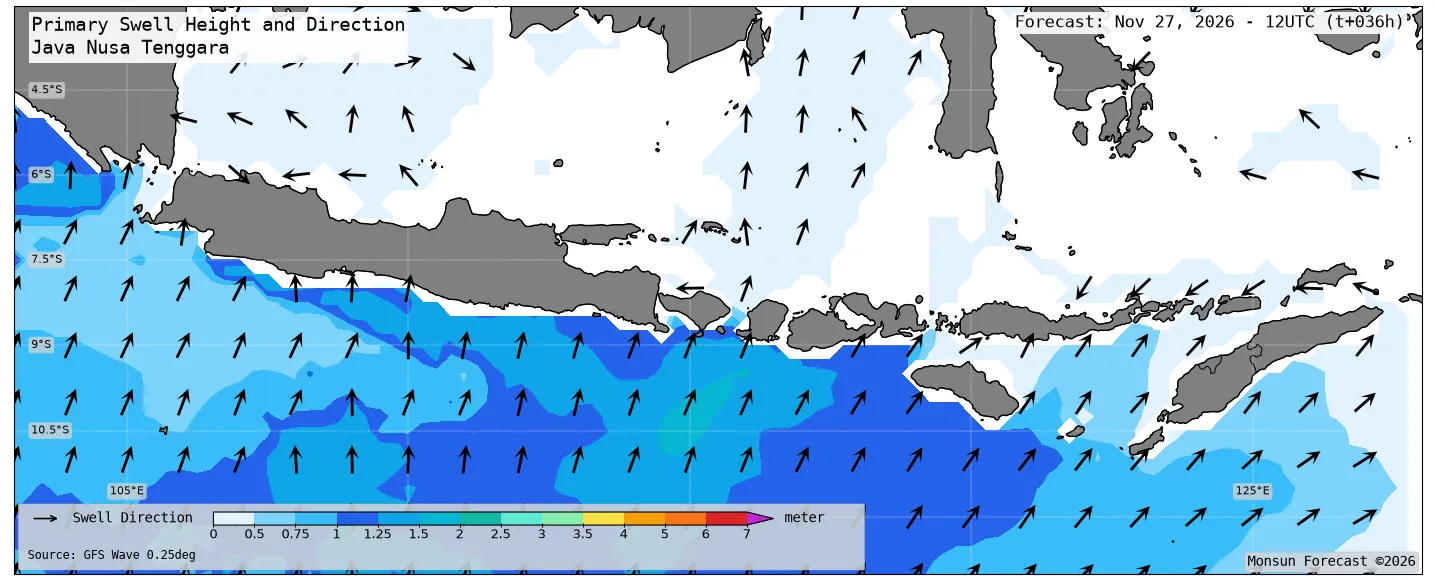 Primary Swell Height and Direction
Java Nusa Tenggara
Forecast: Nov 27, 2026 - 12UTC (t+036h)
4.5°S
6°S
7.5°S
9°S
10.5°S
105°E
125°E
Swell Direction
meter
0 0.5 0.75 1 1.25 1.5 2 2.5 3 3.5 4 5 6 7
Source: GFS Wave 0.25deg
Monsun Forecast ©2026